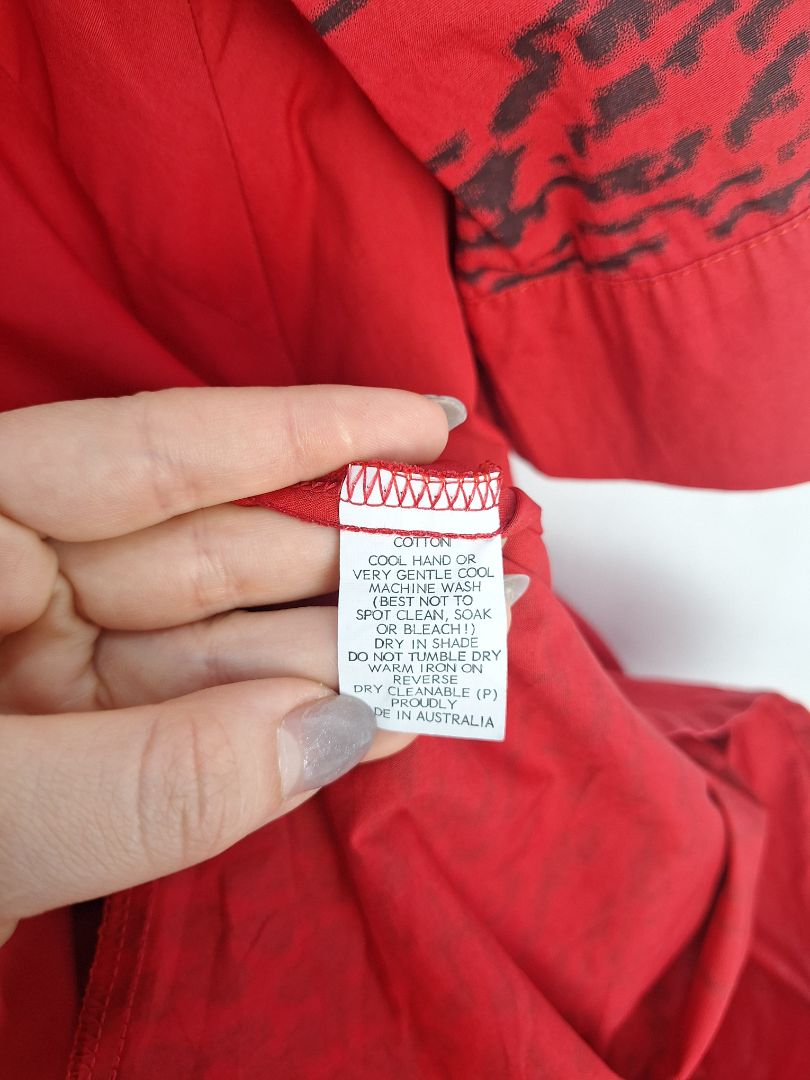 COTTON
COOL HAND OR
VERY GENTLE COOL
MACHINE WASH
(BEST NOT TO
SPOT CLEAN, SOAK
OR BLEACH!)
DRY IN SHADE
DO NOT TUMBLE DRY
WARM IRON ON
REVERSE
DRY CLEANABLE (P)
PROUDLY
DE IN AUSTRALIA